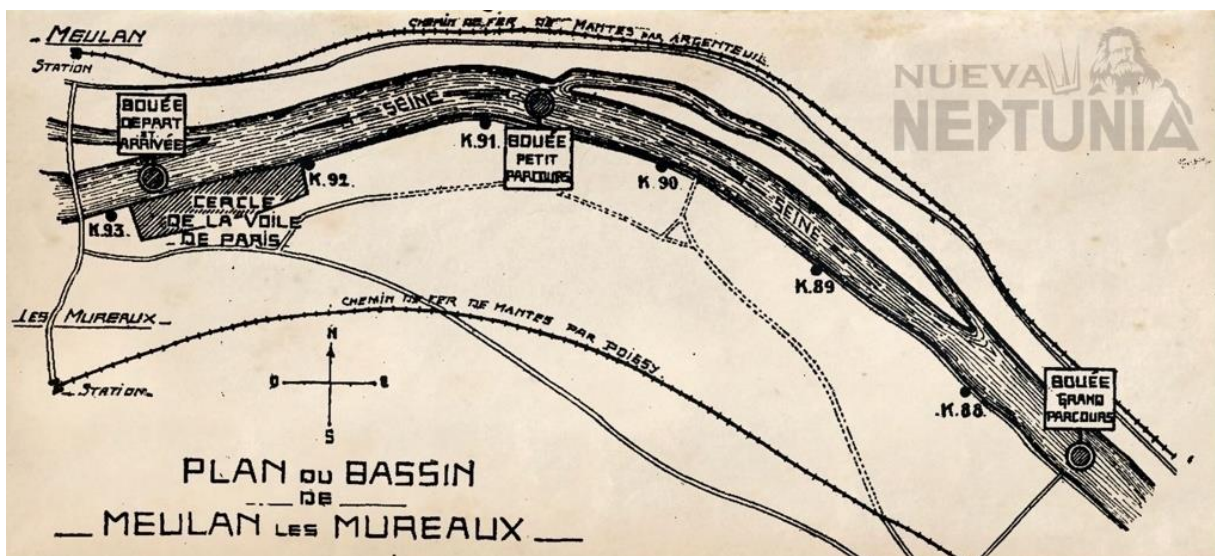 MEULAN
STATION
CHEMIN DE FER DE MANTES PAR ARGENTEUIL
NUEVA
NEPTUNIA
BOUÉE
DÉPART
ET
ARRIVÉE
SEINE
K.91
BOUÉE
PETIT
PARCOURS
K.92
K.90
CERCLE
DE LA VOILE
DE PARIS
K.93
SEINE
K.89
LES MUREAUX
CHEMIN DE FER DE MANTES PAR POISSY
STATION
N
O E
S
BOUÉE
GRAND
PARCOURS
K.88
PLAN DU BASSIN
DE
MEULAN LES MUREAUX